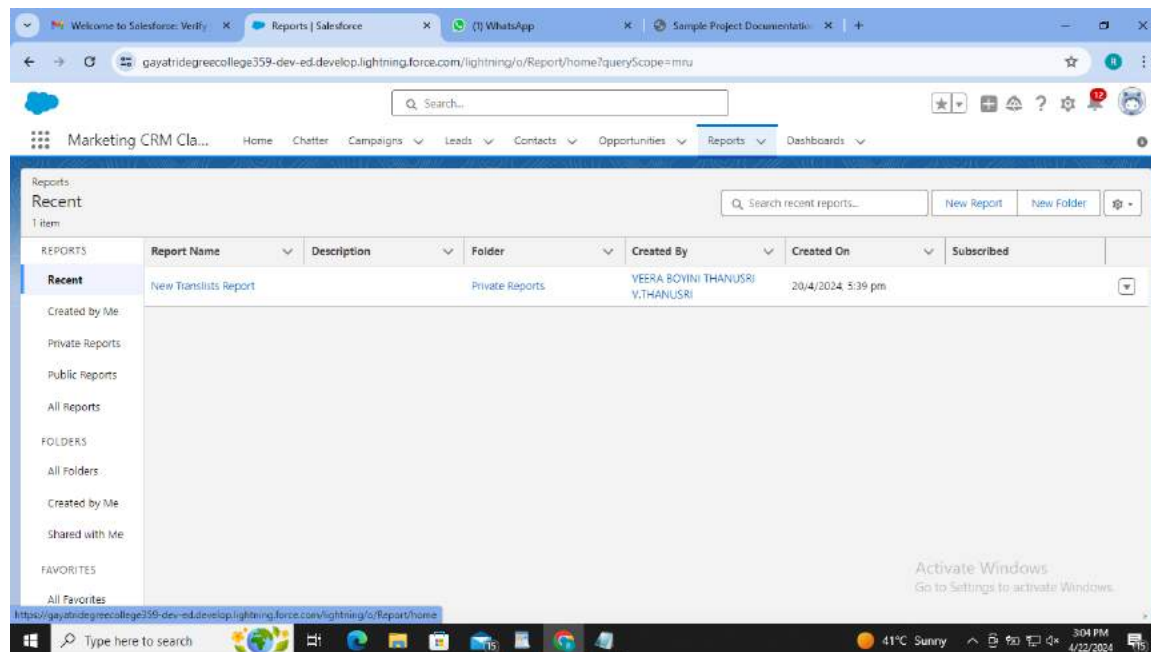 Welcome to Salesforce: Verify
Reports | Salesforce
(1) WhatsApp
Sample Project Documentatio
gayatridegreecollege359-dev-ed.develop.lightning.force.com/lightning/o/Report/home?queryScope=mru
R
Search...
12
Marketing CRM Cla... Home Chatter Campaigns Leads Contacts Opportunities Reports Dashboards
Reports
Recent
1 item
Search recent reports...
New Report
New Folder
REPORTS Report Name Description Folder Created By Created On Subscribed
Recent
New Translists Report Private Reports VEERA BOYINI THANUSRI 20/4/2024, 5:39 pm
V.THANUSRI
Created by Me
Private Reports
Public Reports
All Reports
FOLDERS
All Folders
Created by Me
Shared with Me
FAVORITES
All Favorites
Activate Windows
Go to Settings to activate Windows.
https://gayatridegreecollege359-dev-ed.develop.lightning.force.com/lightning/o/Report/home
Type here to search
15
41°C Sunny
3:04 PM
4/22/2024
15